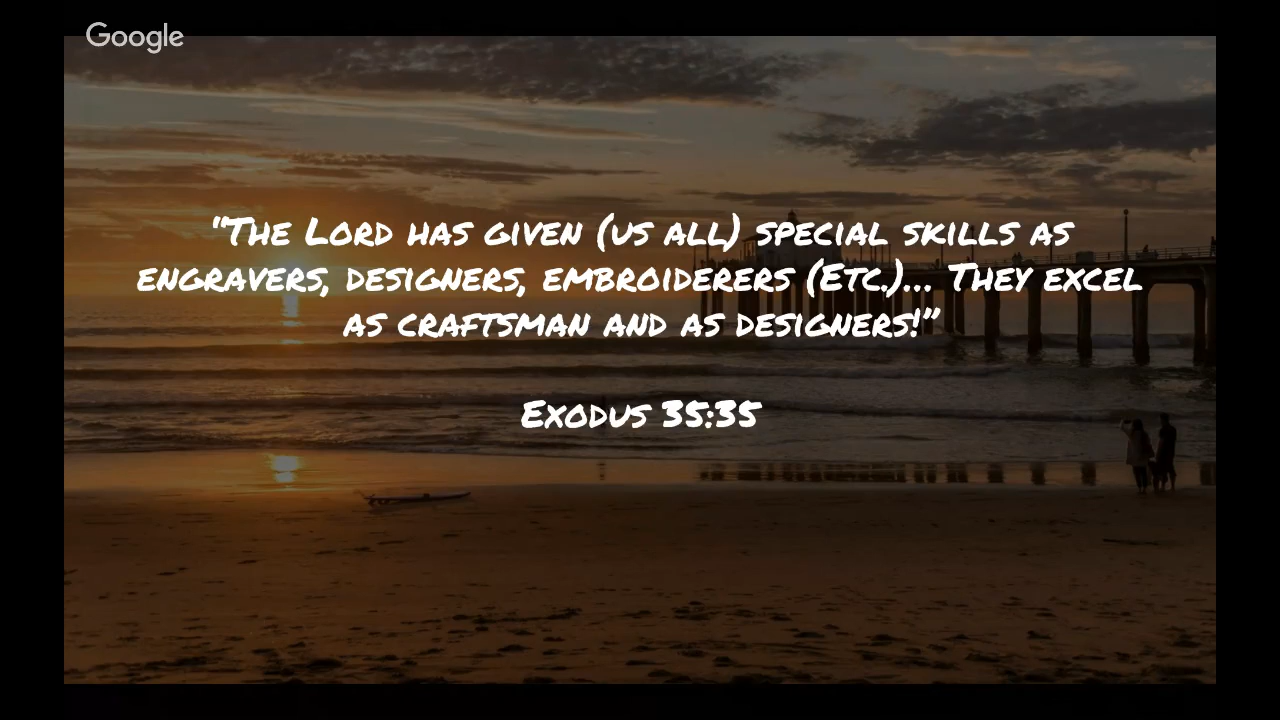 Google
“The Lord has given (us all) special skills as
engravers, designers, embroiderers (Etc.)... They excel
as craftsman and as designers!”
Exodus 35:35